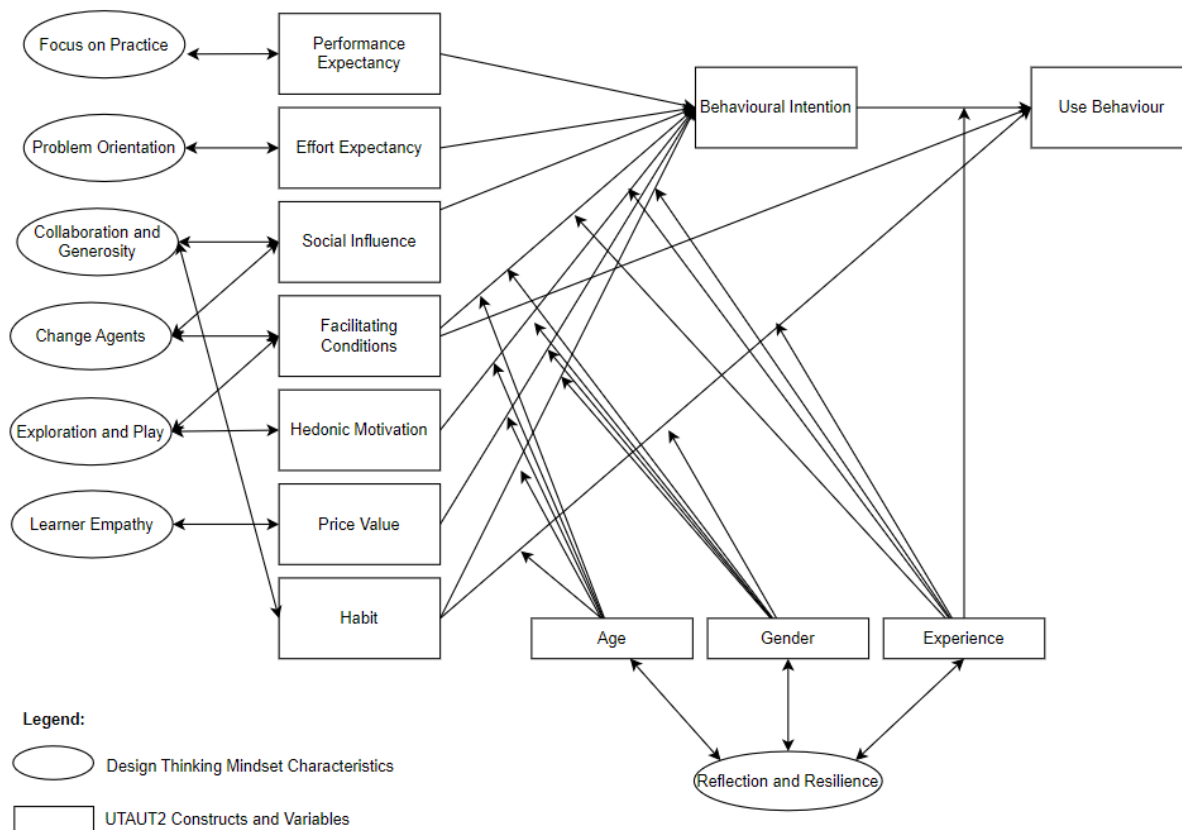 Focus on Practice
Performance
Expectancy
Behavioural Intention
Use Behaviour
Problem Orientation
Effort Expectancy
Collaboration and
Generosity
Social Influence
Change Agents
Facilitating
Conditions
Exploration and Play
Hedonic Motivation
Learner Empathy
Price Value
Habit
Age
Gender
Experience
Reflection and Resilience
Legend:
Design Thinking Mindset Characteristics
UTAUT2 Constructs and Variables